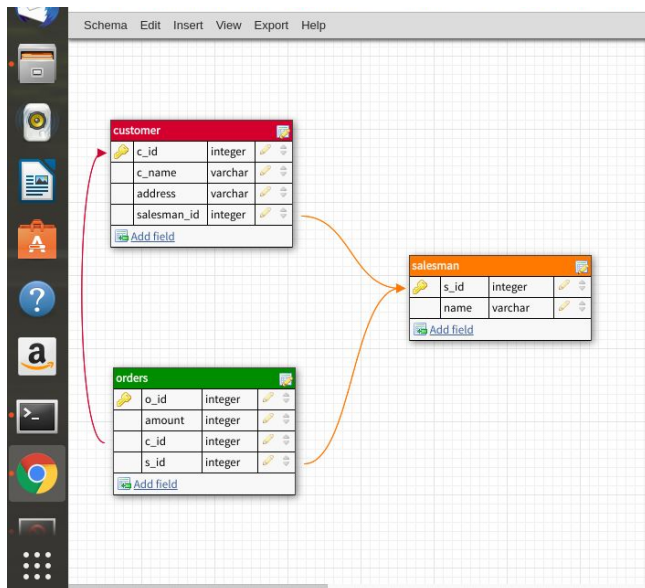 Schema Edit Insert View Export Help
customer
c_id integer
c_name varchar
address varchar
salesman_id integer
Add field
salesman
s_id integer
name varchar
Add field
orders
o_id integer
amount integer
c_id integer
s_id integer
Add field
A
?
a
>_